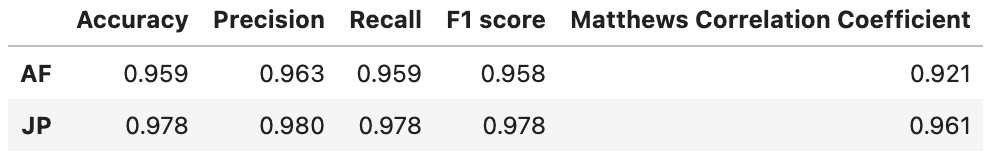 Accuracy Precision Recall F1 score Matthews Correlation Coefficient
AF 0.959 0.963 0.959 0.958 0.921
JP 0.978 0.980 0.978 0.978 0.961